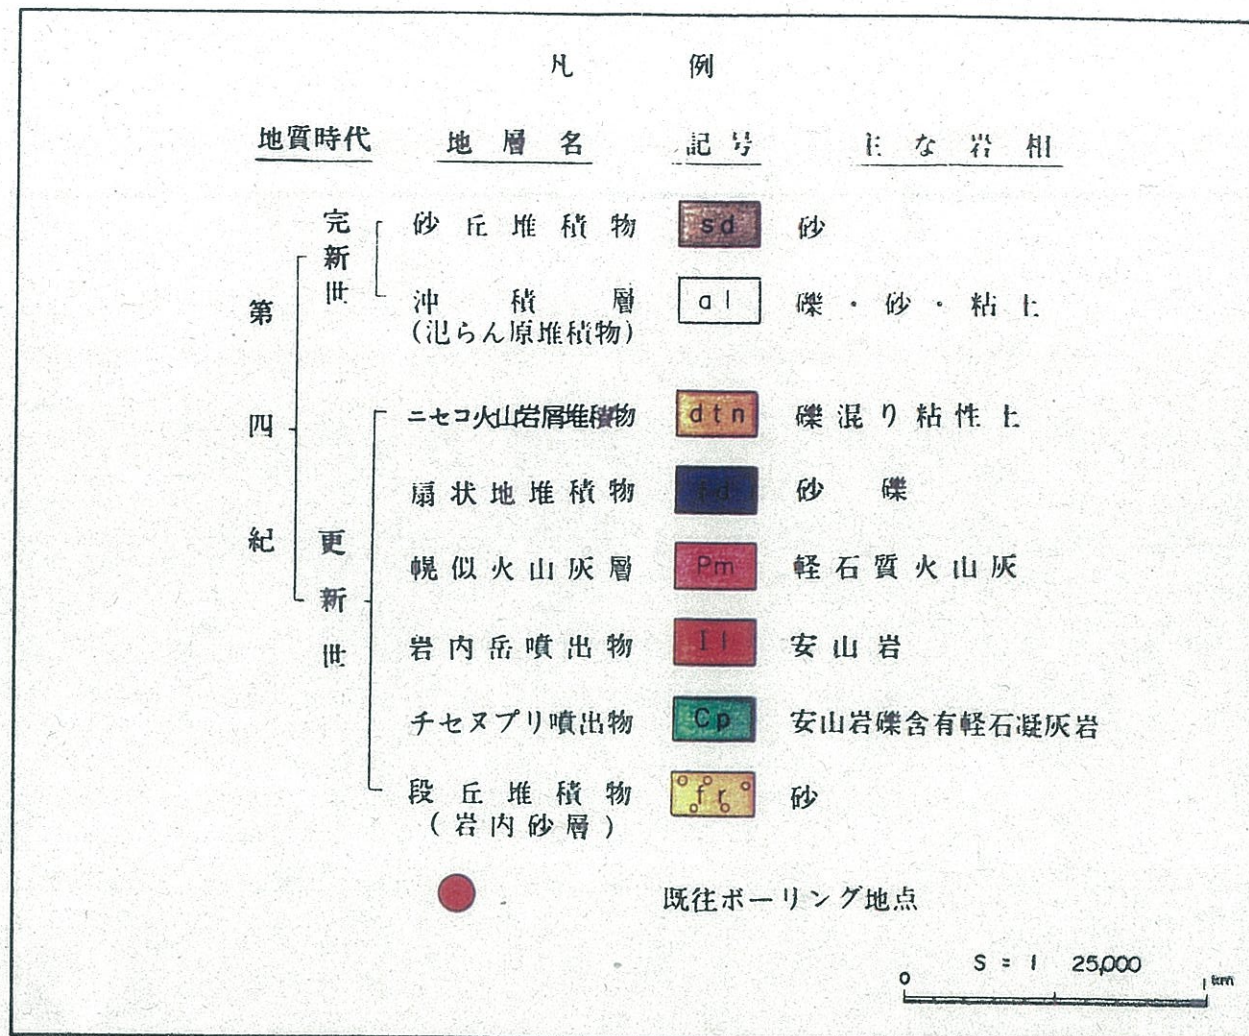 凡 例
地質時代 地層名 記号 主な岩相
第四紀
完新世
砂丘堆積物 sd 砂
沖積層 al 礫・砂・粘土
(氾らん原堆積物)
更新世
ニセコ火山岩屑堆積物 dtn 礫混り粘性土
扇状地堆積物 fd 砂礫
幌似火山灰層 Pm 軽石質火山灰
岩内岳噴出物 Il 安山岩
チセヌプリ噴出物 Cp 安山岩礫含有軽石凝灰岩
段丘堆積物 fr 砂
(岩内砂層)
既往ボーリング地点
S = 1 25,000
0 1 km